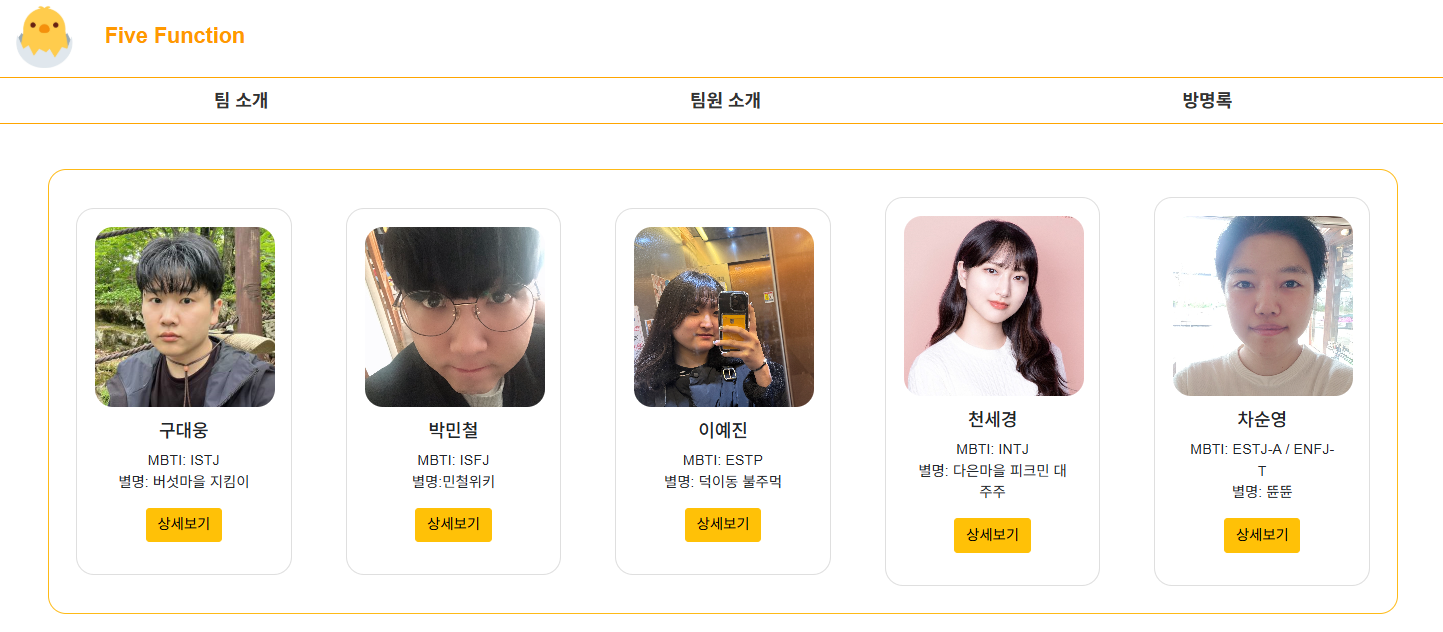 Five Function
팀 소개
팀원 소개
방명록
구대웅
MBTI: ISTJ
별명: 버섯마을 지킴이
상세보기
박민철
MBTI: ISFJ
별명:민철위키
상세보기
이예진
MBTI: ESTP
별명: 덕이동 불주먹
상세보기
천세경
MBTI: INTJ
별명: 다은마을 피크민 대
주주
상세보기
차순영
MBTI: ESTJ-A / ENFJ-
T
별명: 뜐뜐
상세보기